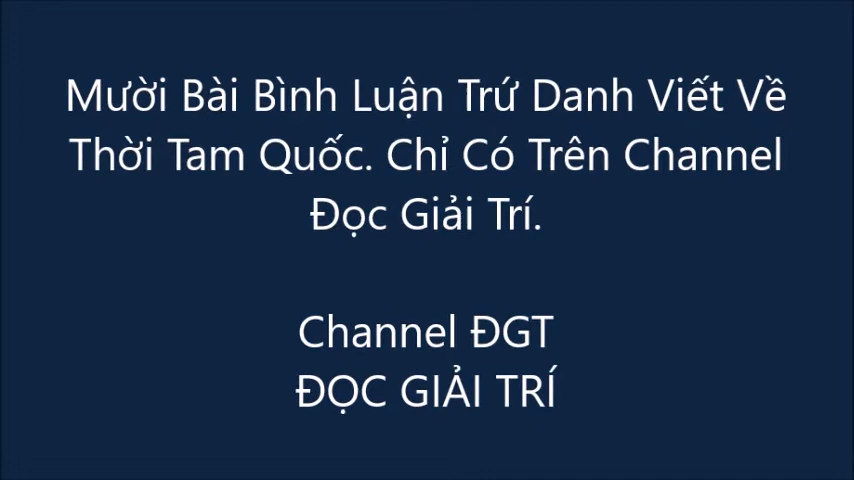 Mười Bài Bình Luận Trứ Danh Viết Về
Thời Tam Quốc. Chỉ Có Trên Channel
Đọc Giải Trí.
Channel ĐGT
ĐỌC GIẢI TRÍ